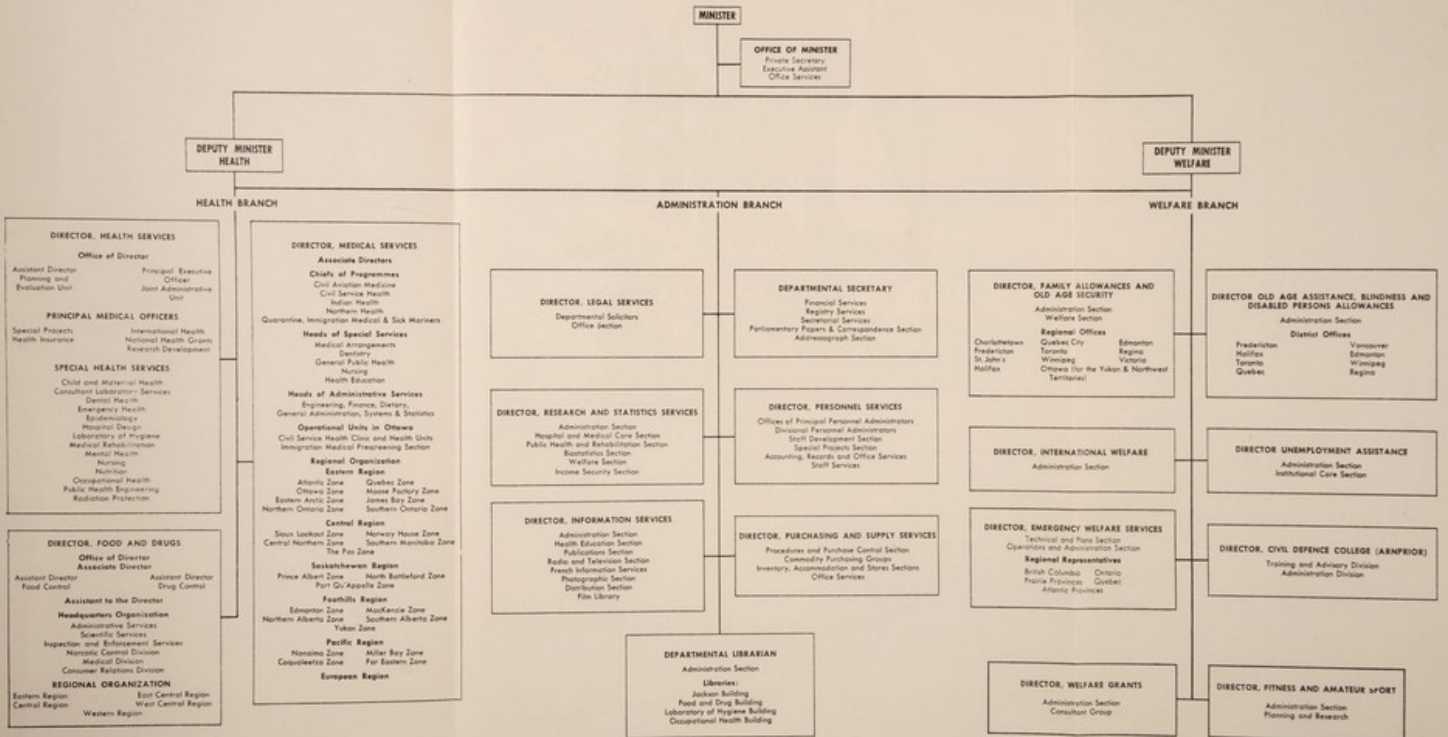 MINISTER
OFFICE OF MINISTER
Private Secretary
Executive Assistant
Office Services
DEPUTY MINISTER
HEALTH
DEPUTY MINISTER
WELFARE
HEALTH BRANCH
ADMINISTRATION BRANCH
WELFARE BRANCH
DIRECTOR, HEALTH SERVICES
Office of Director
Assistant Director
Planning and
Evaluation Unit
Principal Executive
Officer
Joint Administrative
Unit
PRINCIPAL MEDICAL OFFICERS
Special Projects
Health Insurance
International Health
National Health Grants
Research Development
SPECIAL HEALTH SERVICES
Child and Maternal Health
Consultant Laboratory Services
Dental Health
Emergency Health
Epidemiology
Hospital Design
Laboratory of Hygiene
Medical Rehabilitation
Mental Health
Nursing
Nutrition
Occupational Health
Public Health Engineering
Radiation Protection
DIRECTOR, FOOD AND DRUGS
Office of Director
Associate Director
Assistant Director
Food Control
Assistant Director
Drug Control
Assistant to the Director
Headquarters Organization
Administrative Services
Scientific Services
Inspection and Enforcement Services
Narcotic Control Division
Medical Division
Consumer Relations Division
REGIONAL ORGANIZATION
Eastern Region East Central Region
Central Region West Central Region
Western Region
DIRECTOR, MEDICAL SERVICES
Associate Directors
Chiefs of Programmes
Civil Aviation Medicine
Civil Service Health
Indian Health
Northern Health
Quarantine, Immigration Medical & Sick Mariners
Heads of Special Services
Medical Arrangements
Dentistry
General Public Health
Nursing
Health Education
Heads of Administrative Services
Engineering, Finance, Dietary,
General Administration, Systems & Statistics
Operational Units in Ottawa
Civil Service Health Clinic and Health Units
Immigration Medical Prescreening Section
Regional Organization
Eastern Region
Atlantic Zone Quebec Zone
Ottawa Zone Moose Factory Zone
Eastern Arctic Zone James Bay Zone
Northern Ontario Zone Southern Ontario Zone
Central Region
Sioux Lookout Zone Norway House Zone
Central Northern Zone Southern Manitoba Zone
The Pas Zone
Saskatchewan Region
Prince Albert Zone North Battleford Zone
Fort Qu'Appelle Zone
Foothills Region
Edmonton Zone MacKenzie Zone
Northern Alberta Zone Southern Alberta Zone
Yukon Zone
Pacific Region
Nanaimo Zone Miller Bay Zone
Coqualeetza Zone Far Eastern Zone
European Region
DIRECTOR, LEGAL SERVICES
Departmental Solicitors
Office Section
DEPARTMENTAL SECRETARY
Financial Services
Registry Services
Secretarial Services
Parliamentary Papers & Correspondence Section
Addressograph Section
DIRECTOR, RESEARCH AND STATISTICS SERVICES
Administration Section
Hospital and Medical Care Section
Public Health and Rehabilitation Section
Biostatistics Section
Welfare Section
Income Security Section
DIRECTOR, PERSONNEL SERVICES
Offices of Principal Personnel Administrators
Divisional Personnel Administrators
Staff Development Section
Special Projects Section
Accounting, Records and Office Services
Staff Services
DIRECTOR, INFORMATION SERVICES
Administration Section
Health Education Section
Publications Section
Radio and Television Section
French Information Services
Photographic Section
Distribution Section
Film Library
DIRECTOR, PURCHASING AND SUPPLY SERVICES
Procedures and Purchase Control Section
Commodity Purchasing Groups
Inventory, Accommodation and Stores Sections
Office Services
DEPARTMENTAL LIBRARIAN
Administration Section
Libraries:
Jackson Building
Food and Drug Building
Laboratory of Hygiene Building
Occupational Health Building
DIRECTOR, FAMILY ALLOWANCES AND
OLD AGE SECURITY
Administration Section
Welfare Section
Regional Offices
Charlottetown Quebec City Edmonton
Fredericton Toronto Regina
St. John's Winnipeg Victoria
Halifax Ottawa (for the Yukon & Northwest
Territories)
DIRECTOR OLD AGE ASSISTANCE, BLINDNESS AND
DISABLED PERSONS ALLOWANCES
Administration Section
District Offices
Fredericton Vancouver
Halifax Edmonton
Toronto Winnipeg
Quebec Regina
DIRECTOR, INTERNATIONAL WELFARE
Administration Section
DIRECTOR UNEMPLOYMENT ASSISTANCE
Administration Section
Institutional Care Section
DIRECTOR, EMERGENCY WELFARE SERVICES
Technical and Plans Section
Operations and Administration Section
Regional Representatives
British Columbia Ontario
Prairie Provinces Quebec
Atlantic Provinces
DIRECTOR, CIVIL DEFENCE COLLEGE (ARNPRIOR)
Training and Advisory Division
Administration Division
DIRECTOR, WELFARE GRANTS
Administration Section
Consultant Group
DIRECTOR, FITNESS AND AMATEUR SPORT
Administration Section
Planning and Research